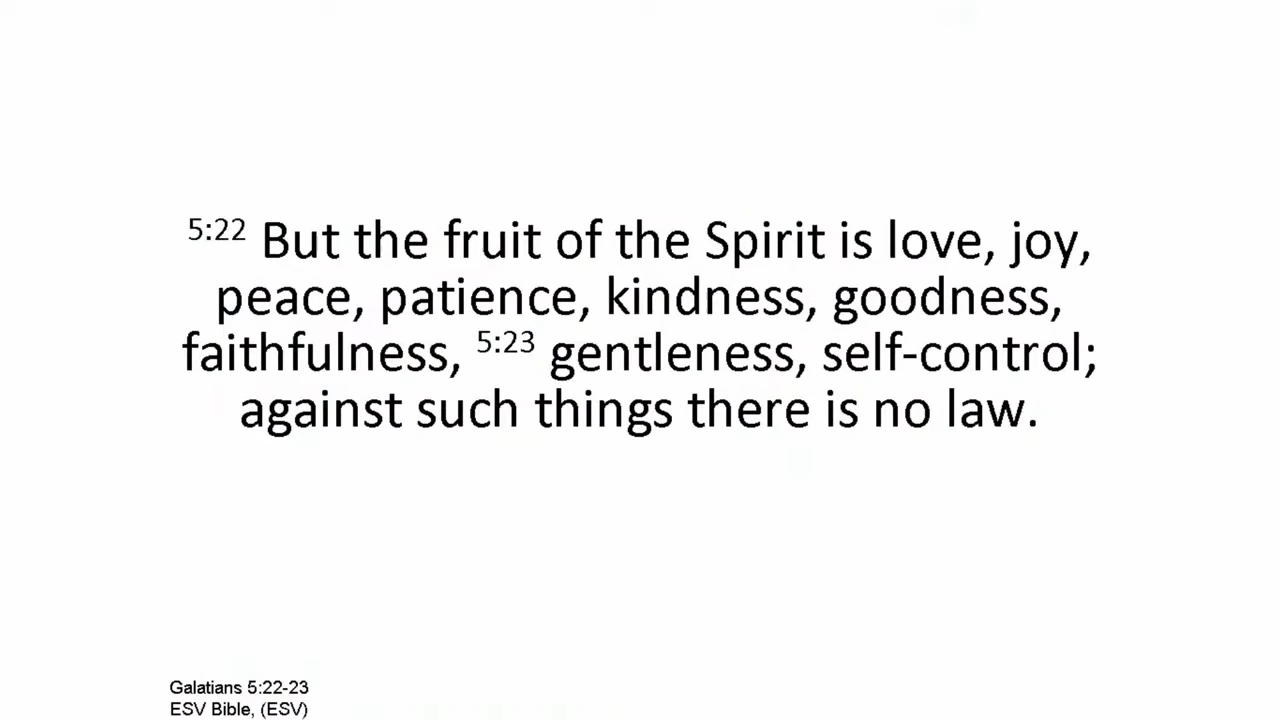 5:22 But the fruit of the Spirit is love, joy,
peace, patience, kindness, goodness,
faithfulness, 5:23 gentleness, self-control;
against such things there is no law.
Galatians 5:22-23
ESV Bible, (ESV)